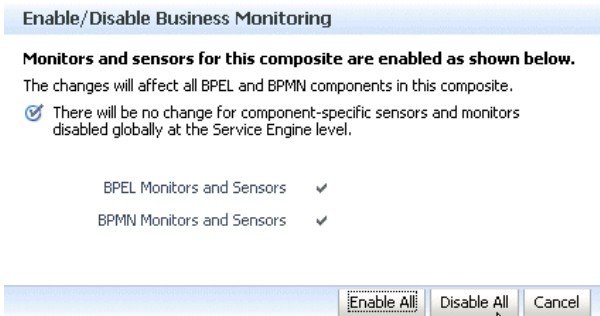 Enable/Disable Business Monitoring
Monitors and sensors for this composite are enabled as shown below.
The changes will affect all BPEL and BPMN components in this composite.
There will be no change for component-specific sensors and monitors
disabled globally at the Service Engine level.
BPEL Monitors and Sensors
BPMN Monitors and Sensors
Enable All Disable All Cancel